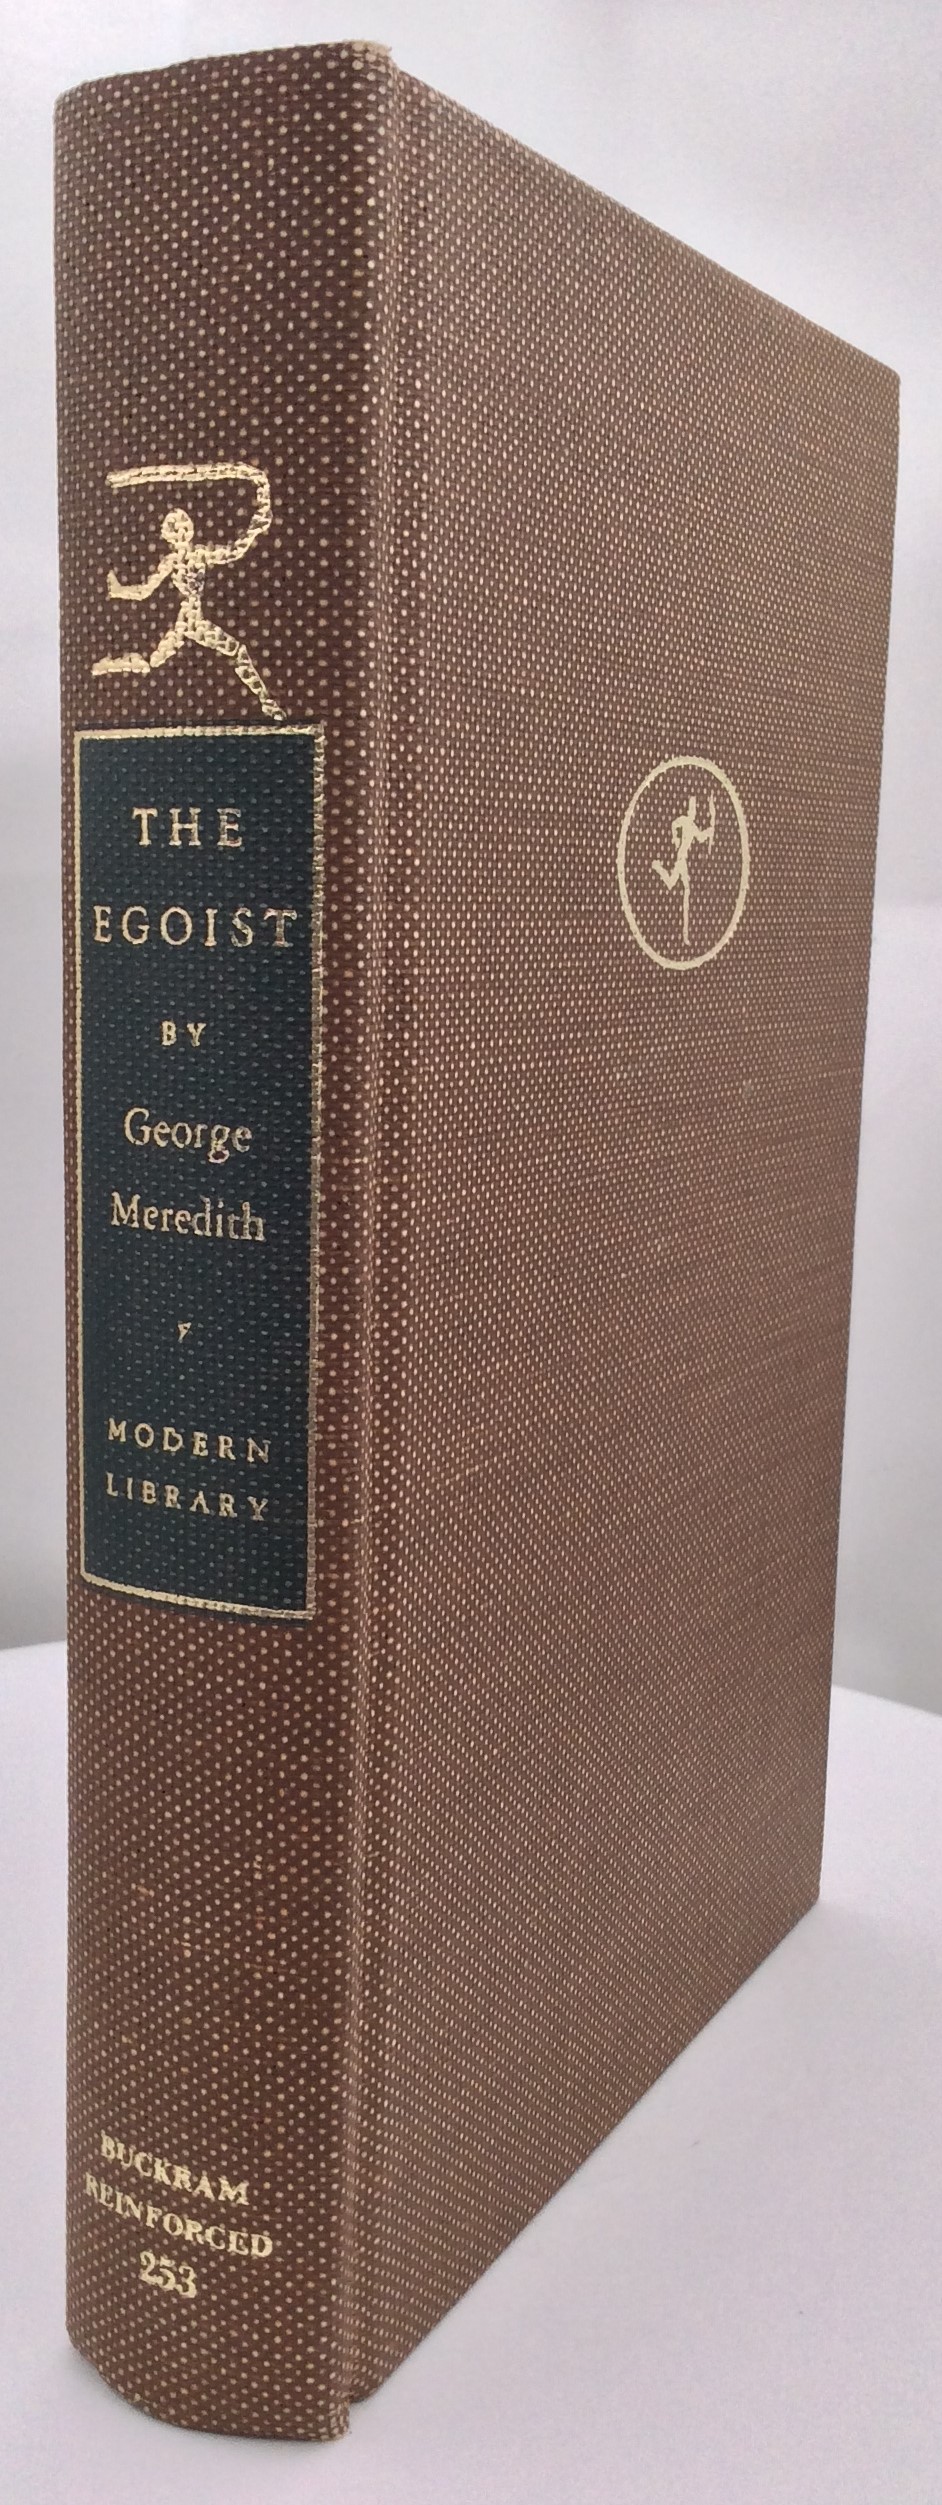 THE
EGOIST
BY
George
Meredith
MODERN
LIBRARY
BUCKRAM
REINFORCED
253